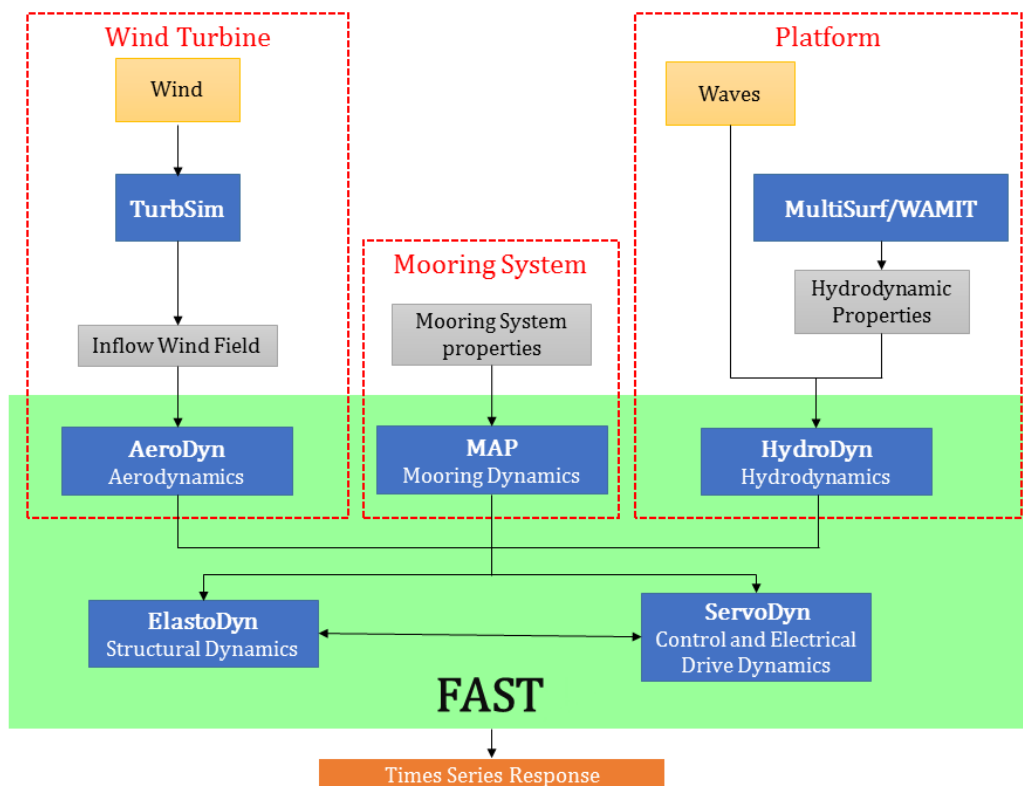 Wind Turbine
Wind
TurbSim
Inflow Wind Field
AeroDyn
Aerodynamics
Mooring System
Mooring System
properties
MAP
Mooring Dynamics
Platform
Waves
MultiSurf/WAMIT
Hydrodynamic
Properties
HydroDyn
Hydrodynamics
ElastoDyn
Structural Dynamics
ServoDyn
Control and Electrical
Drive Dynamics
FAST
Times Series Response